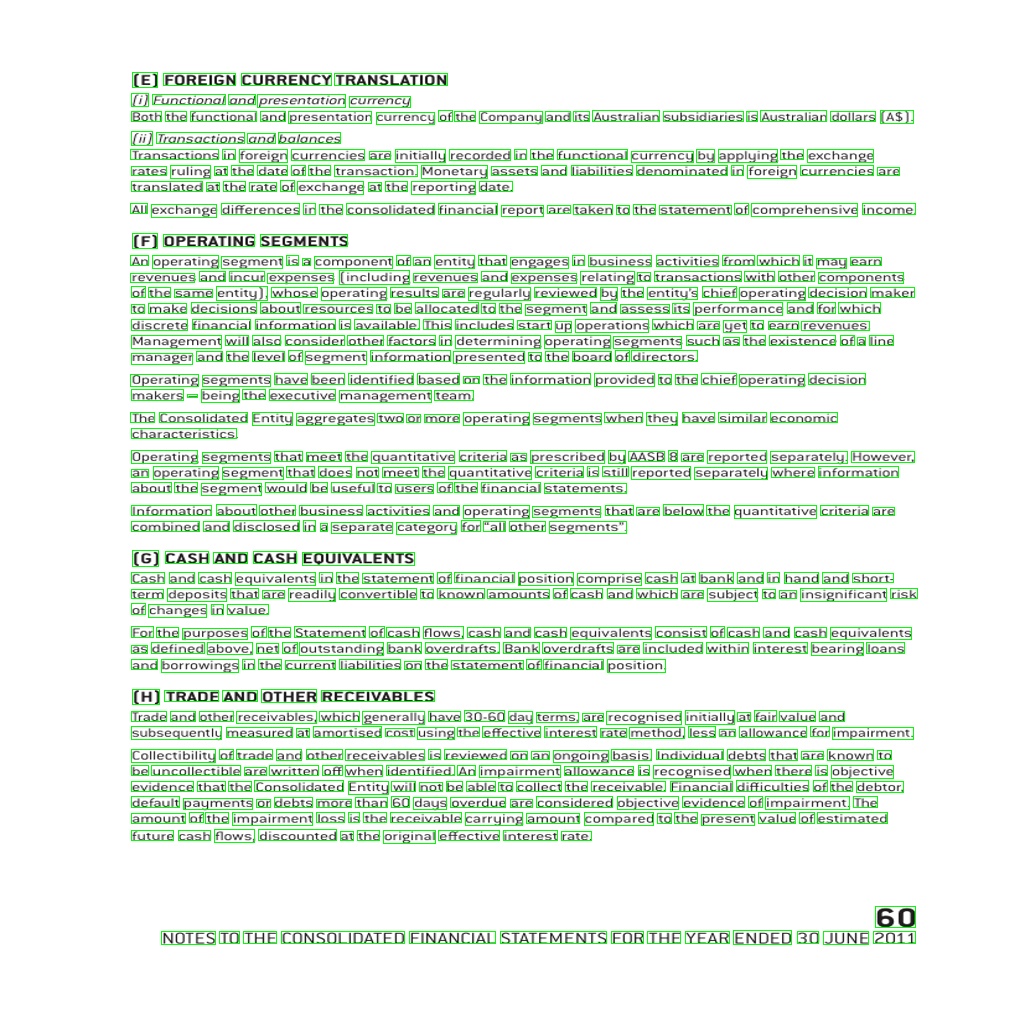 (E) FOREIGN CURRENCY TRANSLATION
(i) Functional and presentation currency
Both the functional and presentation currency of the Company and its Australian subsidiaries is Australian dollars (A$).
(ii) Transactions and balances
Transactions in foreign currencies are initially recorded in the functional currency by applying the exchange
rates ruling at the date of the transaction. Monetary assets and liabilities denominated in foreign currencies are
translated at the rate of exchange at the reporting date.
All exchange differences in the consolidated financial report are taken to the statement of comprehensive income.
(F) OPERATING SEGMENTS
An operating segment is a component of an entity that engages in business activities from which it may earn
revenues and incur expenses (including revenues and expenses relating to transactions with other components
of the same entity), whose operating results are regularly reviewed by the entity's chief operating decision maker
to make decisions about resources to be allocated to the segment and assess its performance and for which
discrete financial information is available. This includes start up operations which are yet to earn revenues.
Management will also consider other factors in determining operating segments such as the existence of a line
manager and the level of segment information presented to the board of directors.
Operating segments have been identified based on the information provided to the chief operating decision
makers – being the executive management team.
The Consolidated Entity aggregates two or more operating segments when they have similar economic
characteristics.
Operating segments that meet the quantitative criteria as prescribed by AASB 8 are reported separately. However,
an operating segment that does not meet the quantitative criteria is still reported separately where information
about the segment would be useful to users of the financial statements.
Information about other business activities and operating segments that are below the quantitative criteria are
combined and disclosed in a separate category for "all other segments".
(G) CASH AND CASH EQUIVALENTS
Cash and cash equivalents in the statement of financial position comprise cash at bank and in hand and short-
term deposits that are readily convertible to known amounts of cash and which are subject to an insignificant risk
of changes in value.
For the purposes of the Statement of cash flows, cash and cash equivalents consist of cash and cash equivalents
as defined above, net of outstanding bank overdrafts. Bank overdrafts are included within interest bearing loans
and borrowings in the current liabilities on the statement of financial position.
(H) TRADE AND OTHER RECEIVABLES
Trade and other receivables, which generally have 30-60 day terms, are recognised initially at fair value and
subsequently measured at amortised cost using the effective interest rate method, less an allowance for impairment.
Collectibility of trade and other receivables is reviewed on an ongoing basis. Individual debts that are known to
be uncollectible are written off when identified. An impairment allowance is recognised when there is objective
evidence that the Consolidated Entity will not be able to collect the receivable. Financial difficulties of the debtor,
default payments or debts more than 60 days overdue are considered objective evidence of impairment. The
amount of the impairment loss is the receivable carrying amount compared to the present value of estimated
future cash flows, discounted at the original effective interest rate.
60
NOTES TO THE CONSOLIDATED FINANCIAL STATEMENTS FOR THE YEAR ENDED 30 JUNE 2011